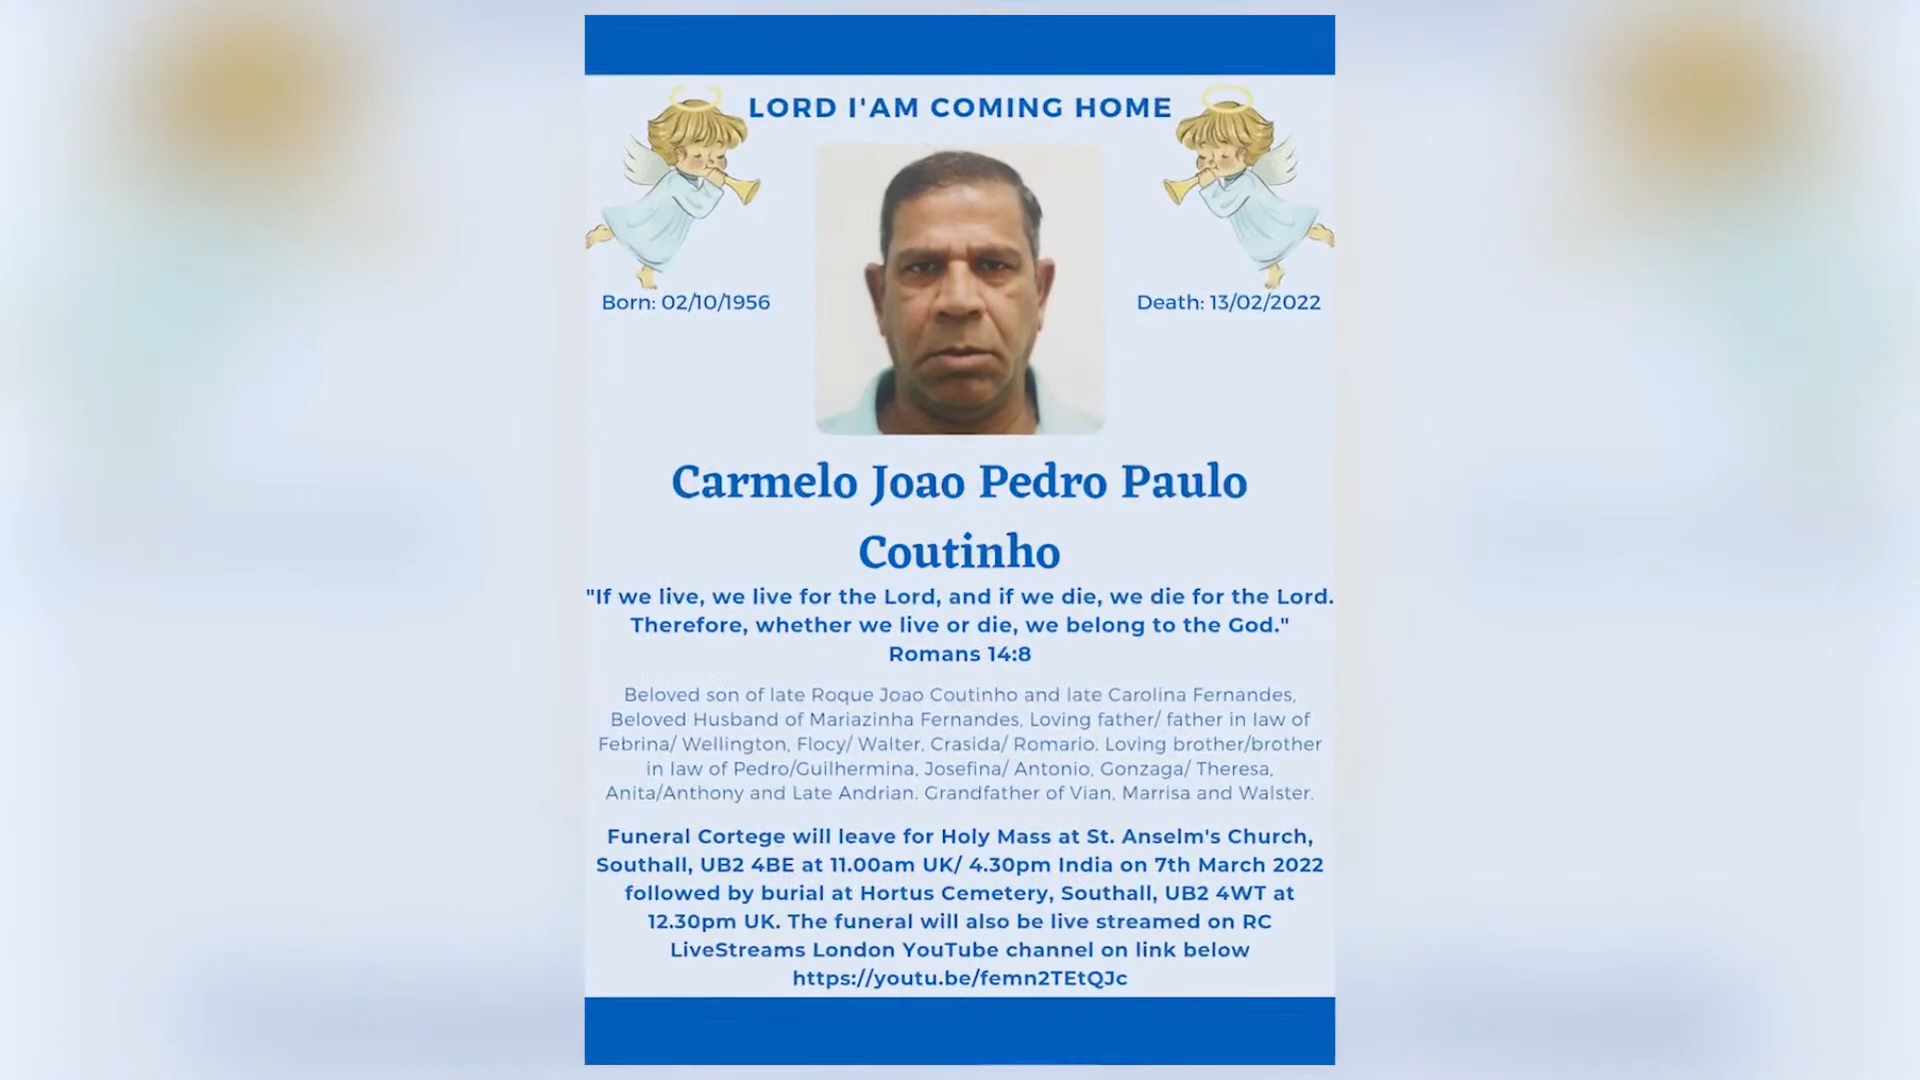 LORD I'AM COMING HOME
Born: 02/10/1956
Death: 13/02/2022
Carmelo Joao Pedro Paulo
Coutinho
"If we live, we live for the Lord, and if we die, we die for the Lord.
Therefore, whether we live or die, we belong to the God."
Romans 14:8
Beloved son of late Roque Joao Coutinho and late Carolina Fernandes,
Beloved Husband of Mariazinha Fernandes, Loving father/ father in law of
Febrina/ Wellington, Flocy/ Walter, Crasida/ Romario. Loving brother/brother
in law of Pedro/Guilhermina, Josefina/ Antonio, Gonzaga/ Theresa,
Anita/Anthony and Late Andrian. Grandfather of Vian, Marrisa and Walster.
Funeral Cortege will leave for Holy Mass at St. Anselm's Church,
Southall, UB2 4BE at 11.00am UK/ 4.30pm India on 7th March 2022
followed by burial at Hortus Cemetery, Southall, UB2 4WT at
12.30pm UK. The funeral will also be live streamed on RC
LiveStreams London YouTube channel on link below
https://youtu.be/femn2TEtQJc